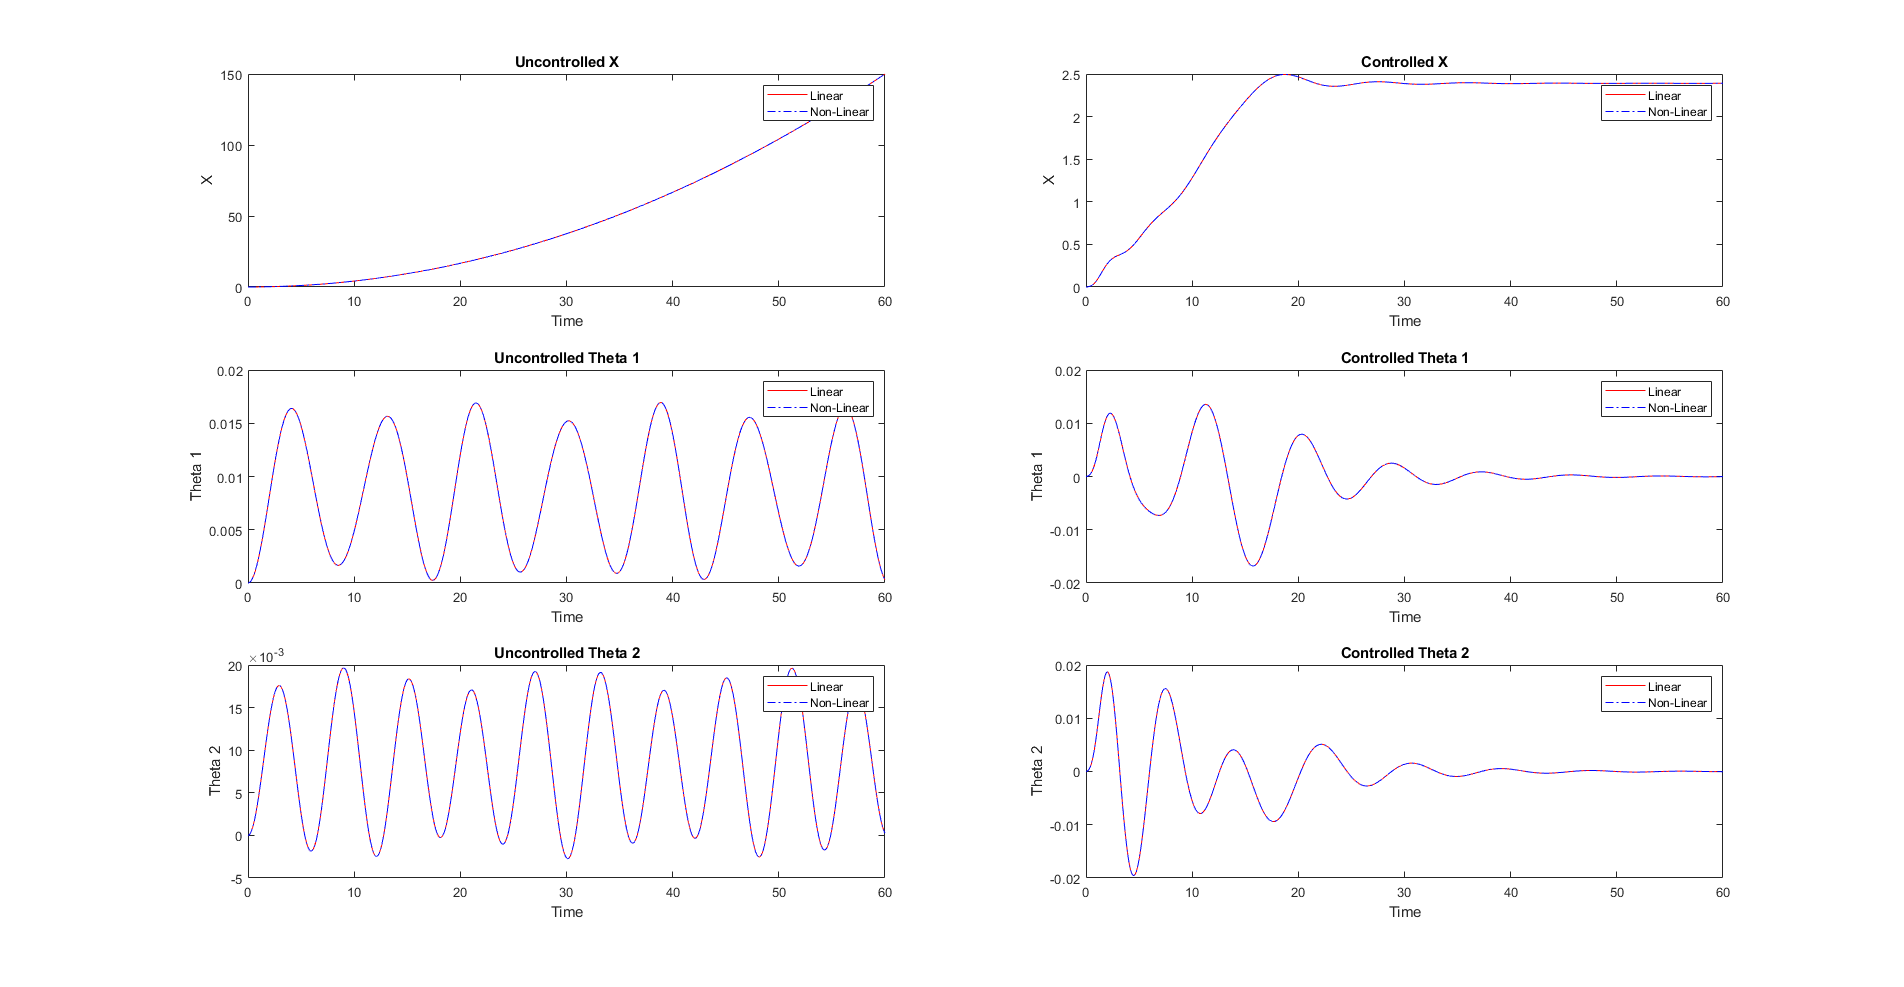 Uncontrolled X
150
100
50
0
X
0 10 20 30 40 50 60
Time
Linear
Non-Linear
Controlled X
2.5
2
1.5
1
0.5
0
X
0 10 20 30 40 50 60
Time
Linear
Non-Linear
Uncontrolled Theta 1
0.02
0.015
0.01
0.005
0
Theta 1
0 10 20 30 40 50 60
Time
Linear
Non-Linear
Controlled Theta 1
0.02
0.01
0
-0.01
-0.02
Theta 1
0 10 20 30 40 50 60
Time
Linear
Non-Linear
Uncontrolled Theta 2
×10⁻³
20
15
10
5
0
-5
Theta 2
0 10 20 30 40 50 60
Time
Linear
Non-Linear
Controlled Theta 2
0.02
0.01
0
-0.01
-0.02
Theta 2
0 10 20 30 40 50 60
Time
Linear
Non-Linear